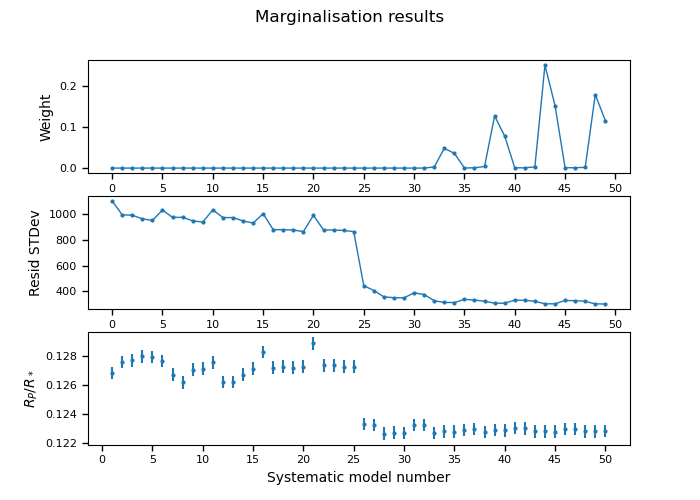 Marginalisation results
Weight
0.2
0.1
0.0
0 5 10 15 20 25 30 35 40 45 50
Resid STDev
1000
800
600
400
0 5 10 15 20 25 30 35 40 45 50
R_P/R_*
0.128
0.126
0.124
0.122
0 5 10 15 20 25 30 35 40 45 50
Systematic model number